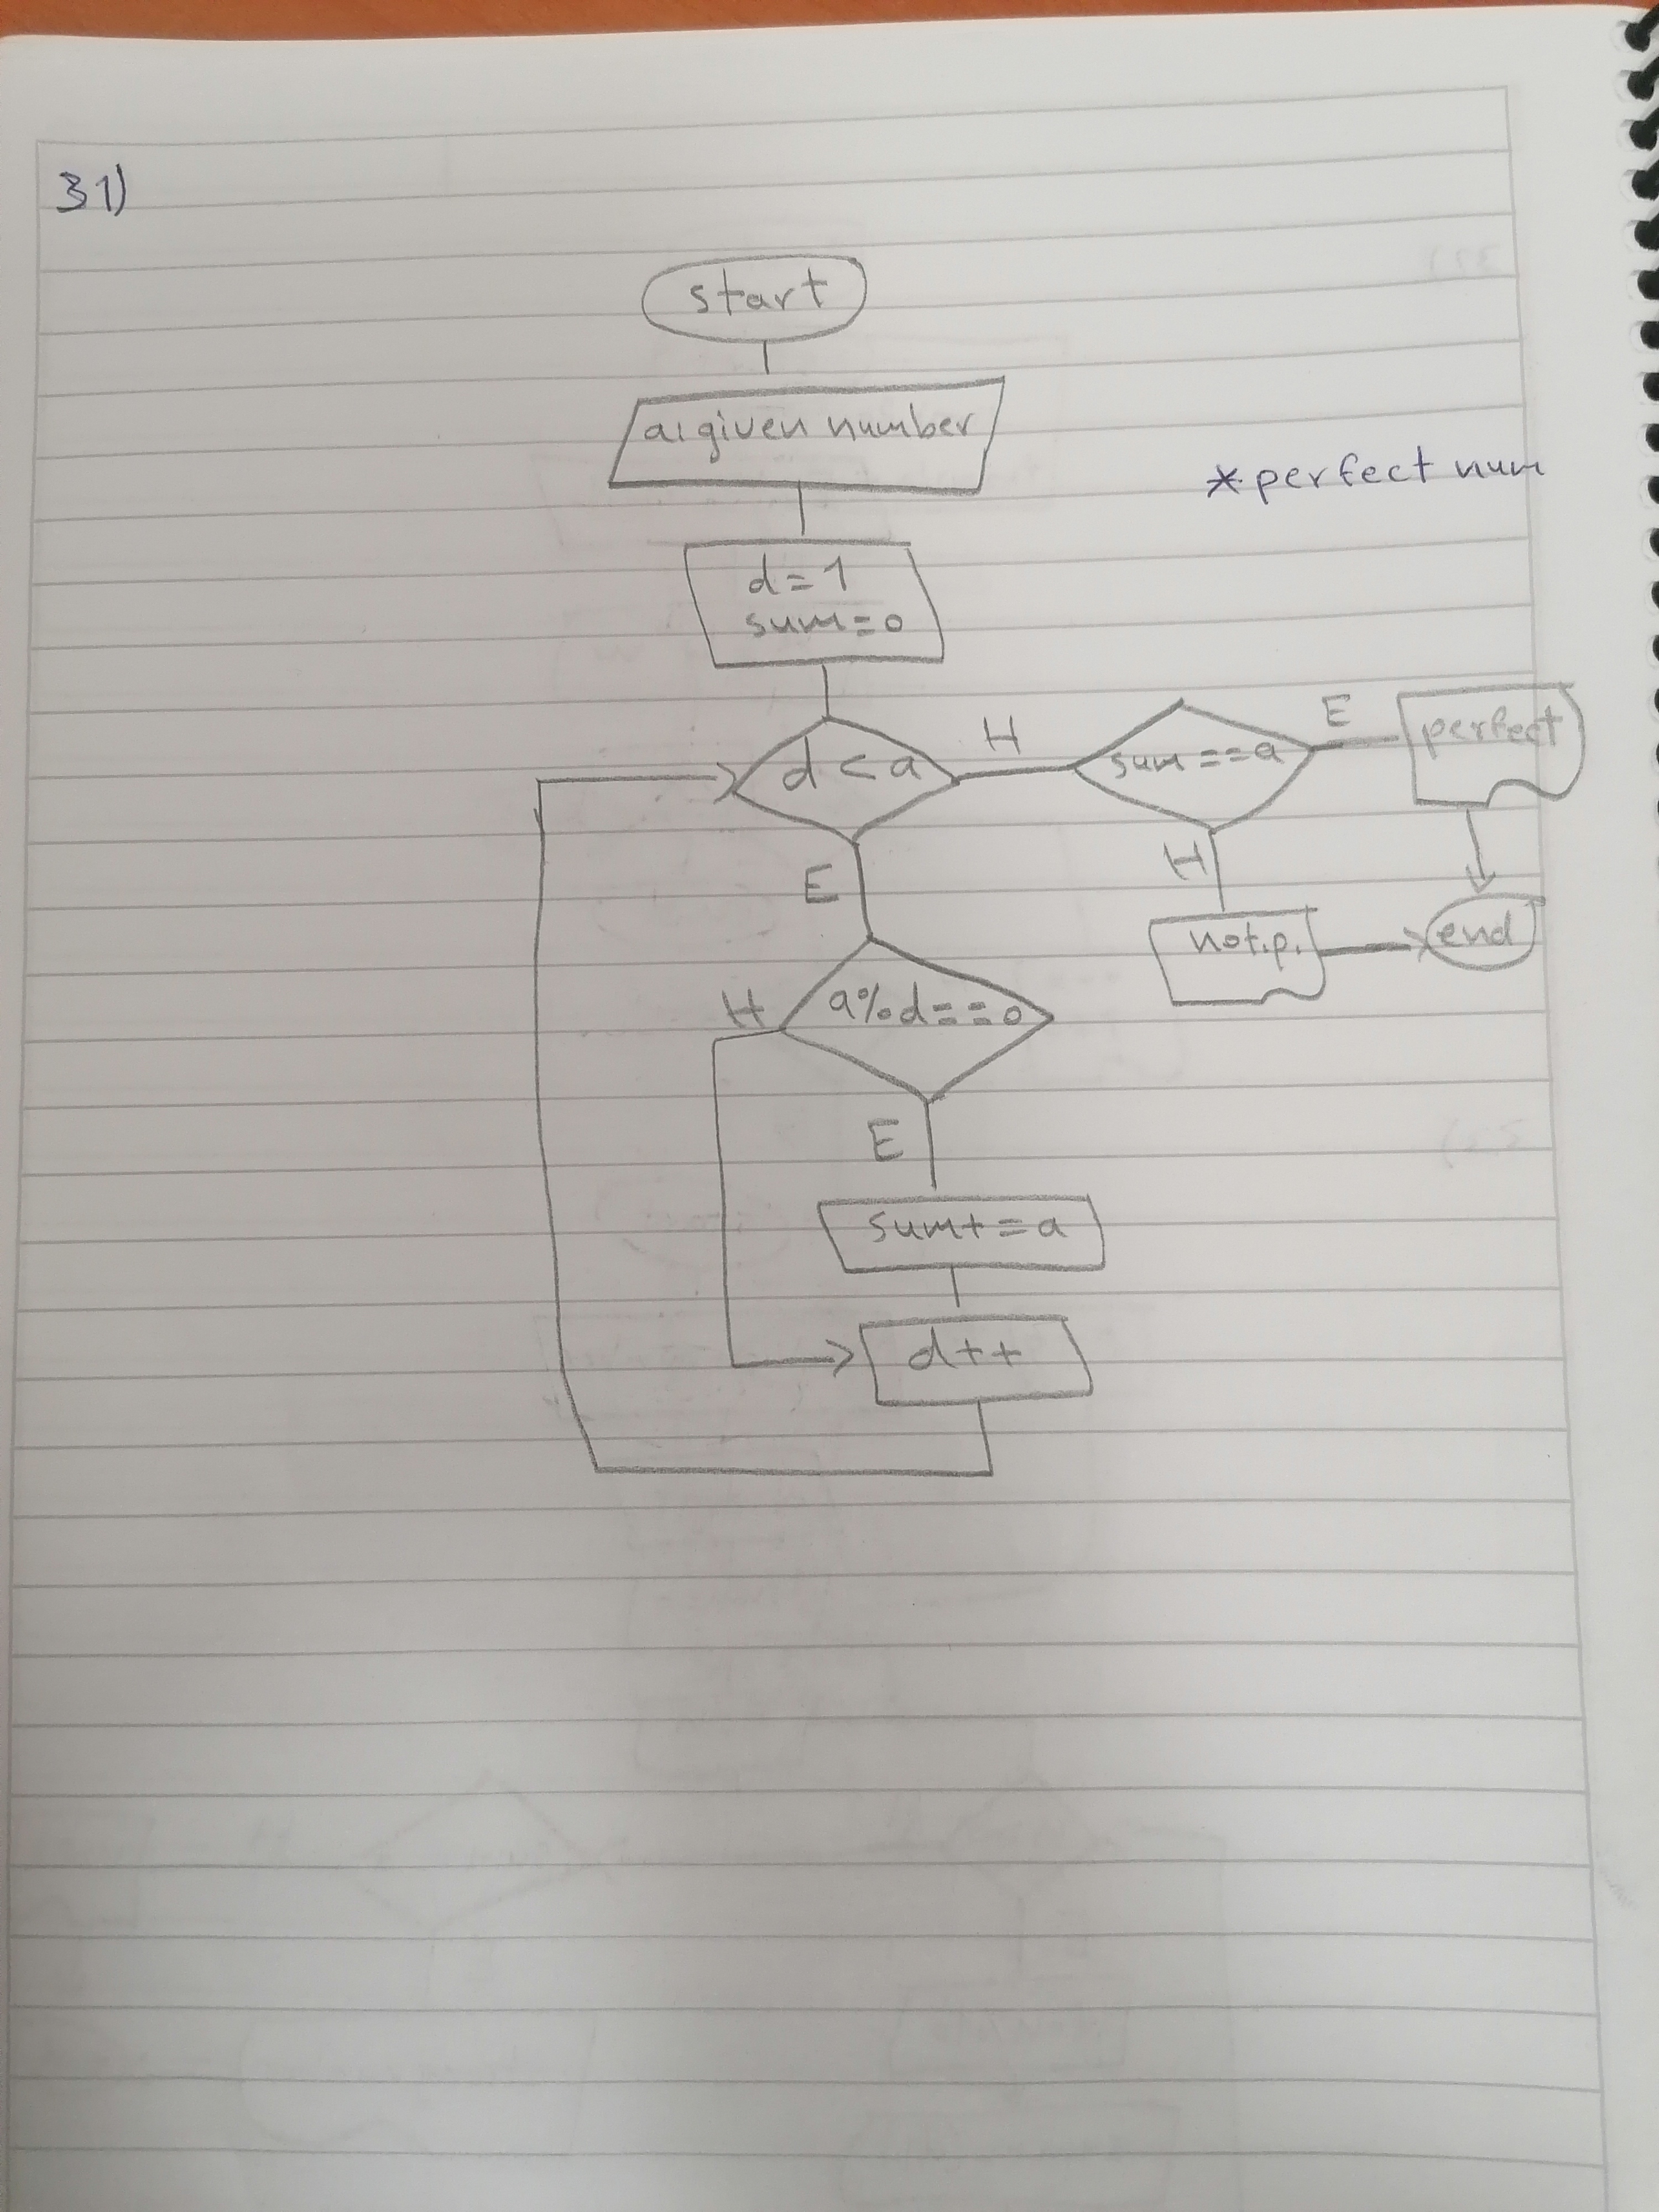 31)
start
a: given number
*perfect num
d=1
sum=0
d<a
H
sum==a
E
perfect
E
H
not.p.
end
H
a%d==0
E
sum+=a
d++